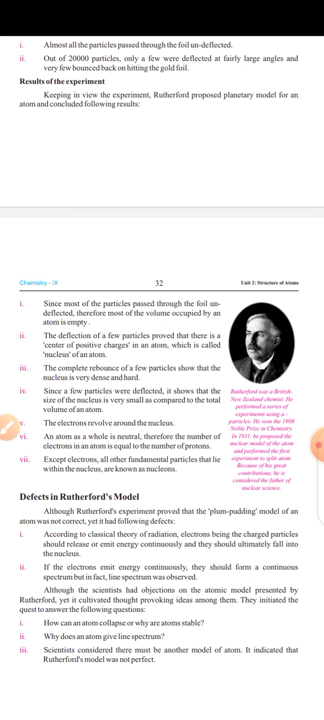 i. Almost all the particles passed through the foil un-deflected.
ii. Out of 20000 particles, only a few were deflected at fairly large angles and
very few bounced back on hitting the gold foil.
Results of the experiment
Keeping in view the experiment, Rutherford proposed planetary model for an
atom and concluded following results:
Chemistry - IX 32 Unit 2: Structure of Atoms
i. Since most of the particles passed through the foil un-
deflected, therefore most of the volume occupied by an
atom is empty .
ii. The deflection of a few particles proved that there is a
'center of positive charges' in an atom, which is called
'nucleus' of an atom.
iii. The complete rebounce of a few particles show that the
nucleus is very dense and hard.
iv. Since a few particles were deflected, it shows that the
size of the nucleus is very small as compared to the total
volume of an atom.
v. The electrons revolve around the nucleus.
vi. An atom as a whole is neutral, therefore the number of
electrons in an atom is equal to the number of protons.
vii. Except electrons, all other fundamental particles that lie
within the nucleus, are known as nucleons.
Rutherford was a British-
New Zealand chemist. He
performed a series of
experiments using α -
particles. He won the 1908
Noble Prize in Chemistry.
In 1911, he proposed the
nuclear model of the atom
and performed the first
experiment to split atom.
Because of his great
contributions, he is
considered the father of
nuclear science.
Defects in Rutherford's Model
Although Rutherford's experiment proved that the 'plum-pudding' model of an
atom was not correct, yet it had following defects:
i. According to classical theory of radiation, electrons being the charged particles
should release or emit energy continuously and they should ultimately fall into
the nucleus.
ii. If the electrons emit energy continuously, they should form a continuous
spectrum but in fact, line spectrum was observed.
Although the scientists had objections on the atomic model presented by
Rutherford, yet it cultivated thought provoking ideas among them. They initiated the
quest to answer the following questions:
i. How can an atom collapse or why are atoms stable?
ii. Why does an atom give line spectrum?
iii. Scientists considered there must be another model of atom. It indicated that
Rutherford's model was not perfect.